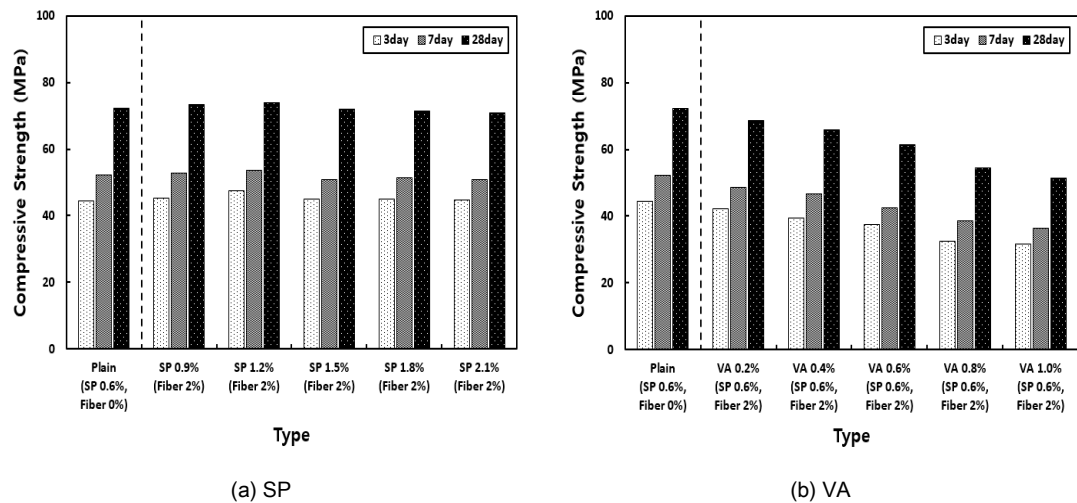 100
80
60
40
20
0
Compressive Strength (MPa)
3day 7day 28day
Plain
(SP 0.6%,
Fiber 0%)
SP 0.9%
(Fiber 2%)
SP 1.2%
(Fiber 2%)
SP 1.5%
(Fiber 2%)
SP 1.8%
(Fiber 2%)
SP 2.1%
(Fiber 2%)
Type
(a) SP
100
80
60
40
20
0
Compressive Strength (MPa)
3day 7day 28day
Plain
(SP 0.6%,
Fiber 0%)
VA 0.2%
(SP 0.6%,
Fiber 2%)
VA 0.4%
(SP 0.6%,
Fiber 2%)
VA 0.6%
(SP 0.6%,
Fiber 2%)
VA 0.8%
(SP 0.6%,
Fiber 2%)
VA 1.0%
(SP 0.6%,
Fiber 2%)
Type
(b) VA